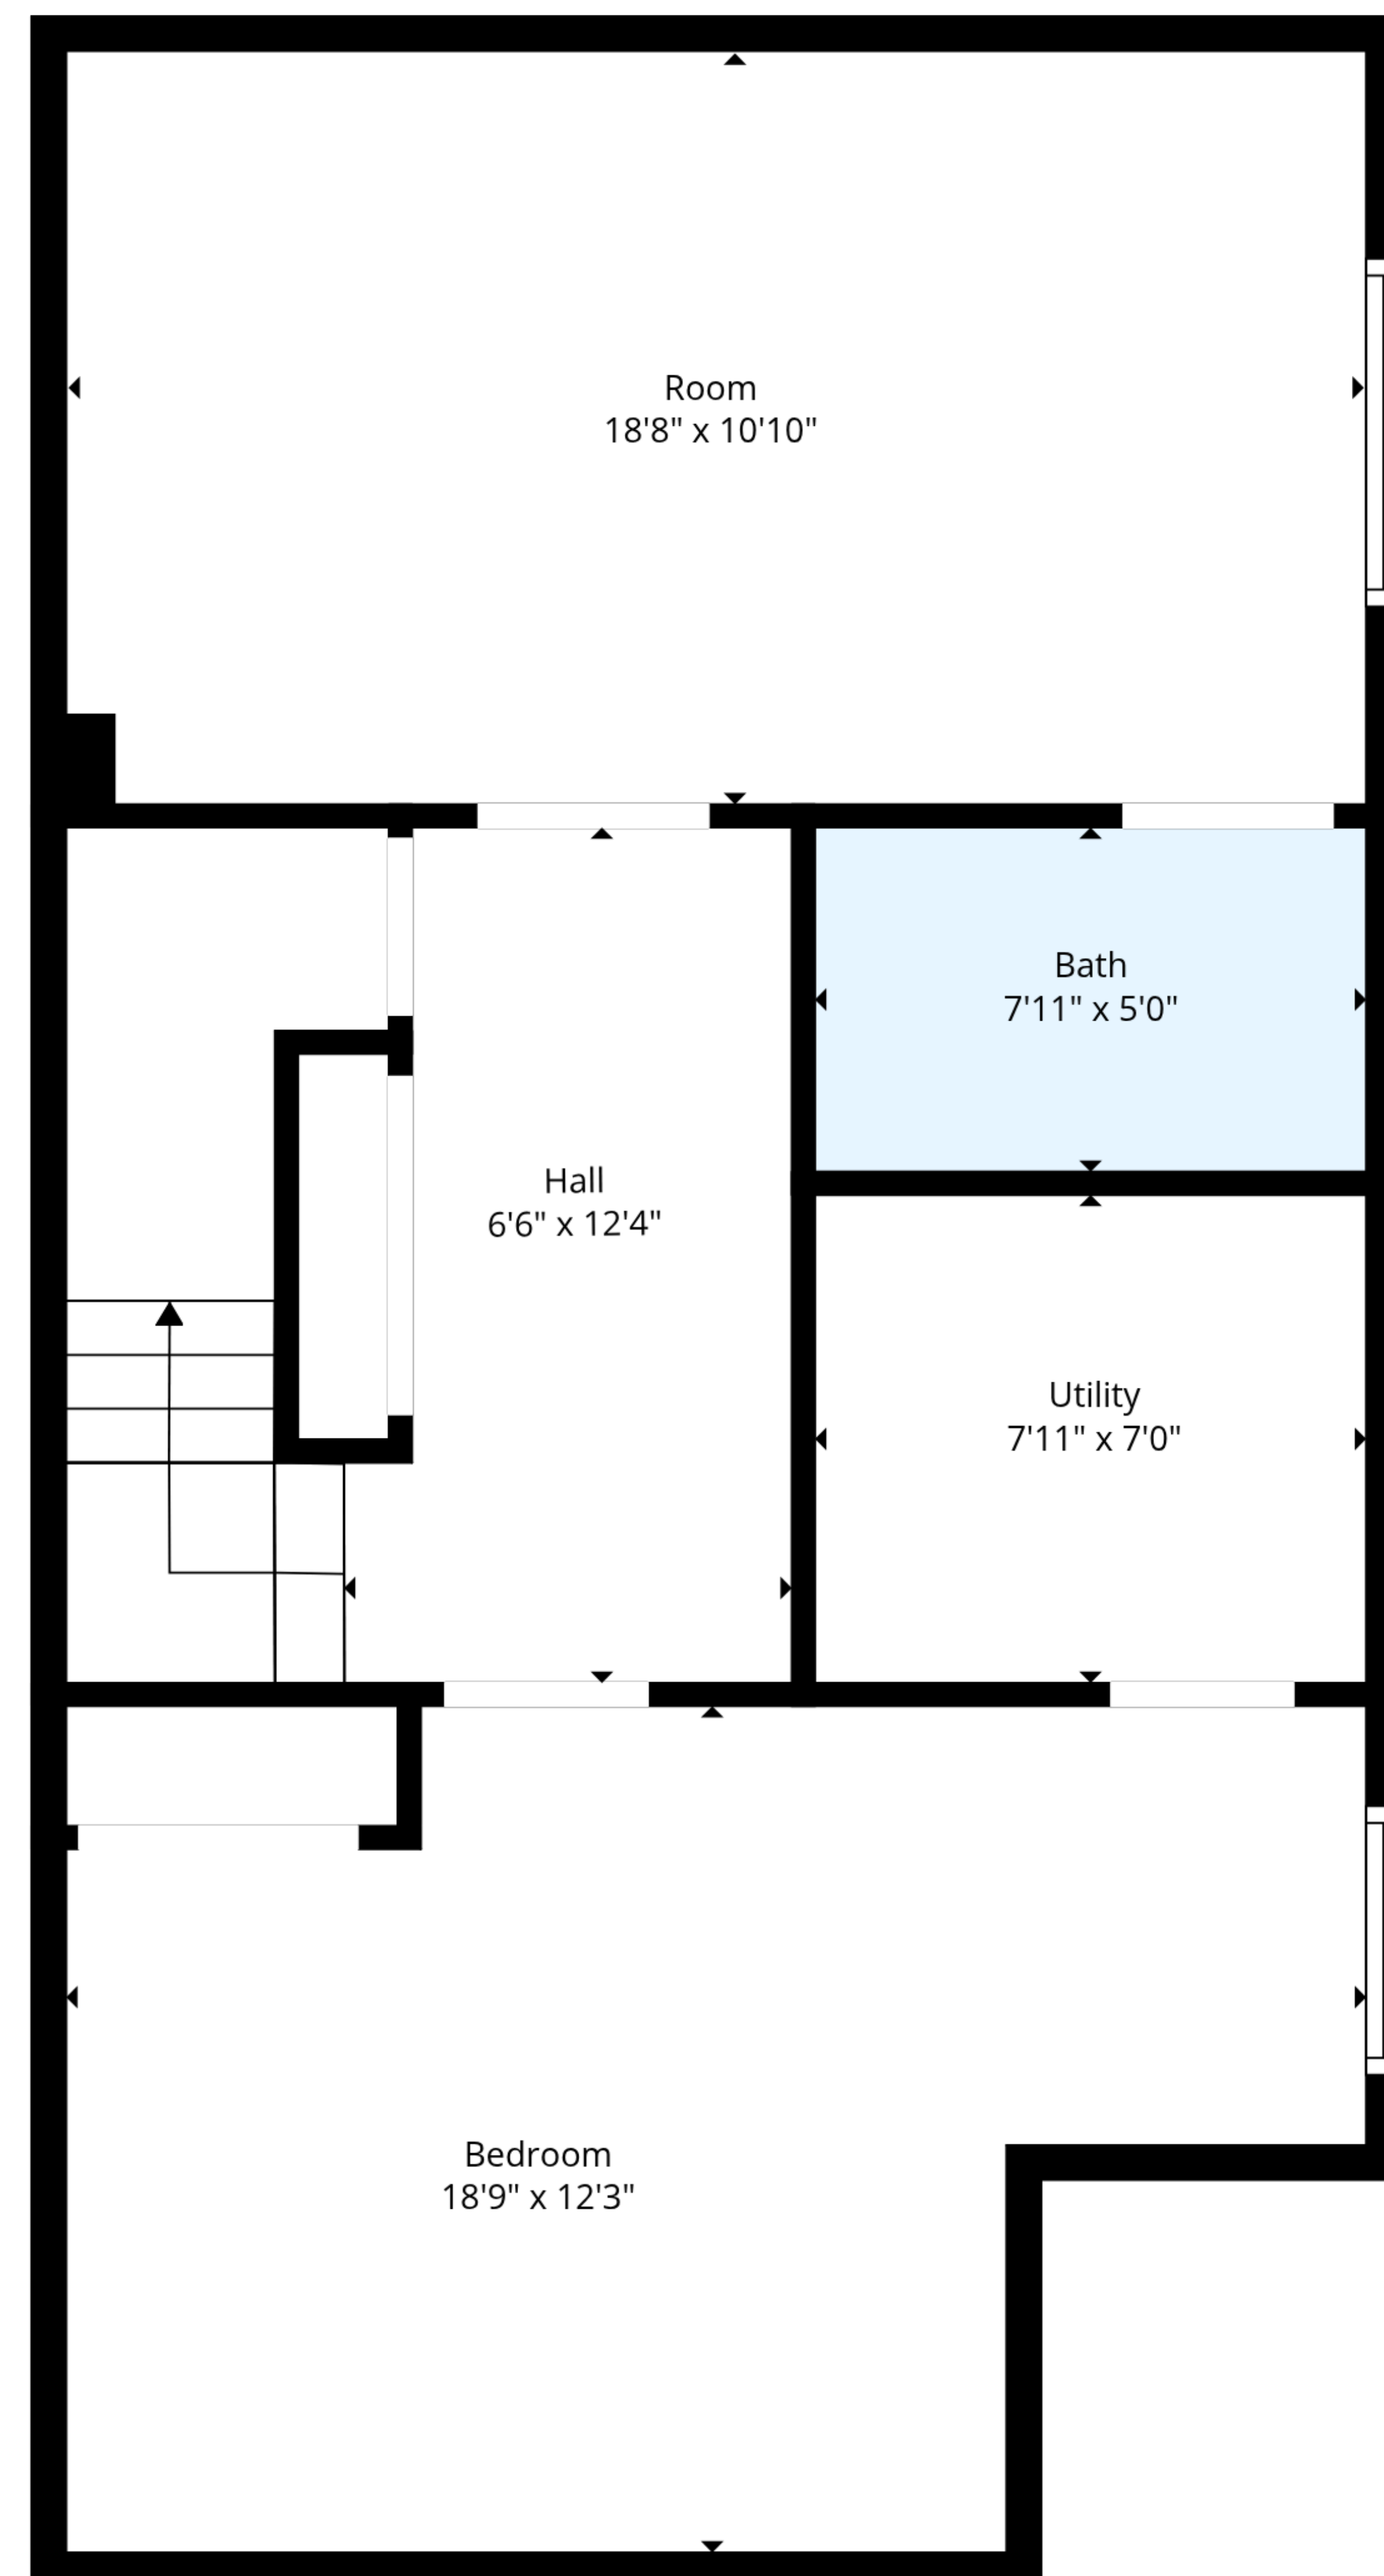 Room
18'8" x 10'10"
Bath
7'11" x 5'0"
Hall
6'6" x 12'4"
Utility
7'11" x 7'0"
Bedroom
18'9" x 12'3"